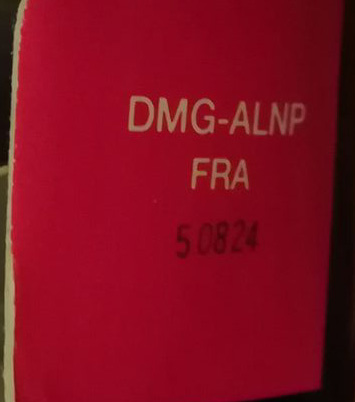 DMG-ALNP
FRA
50824